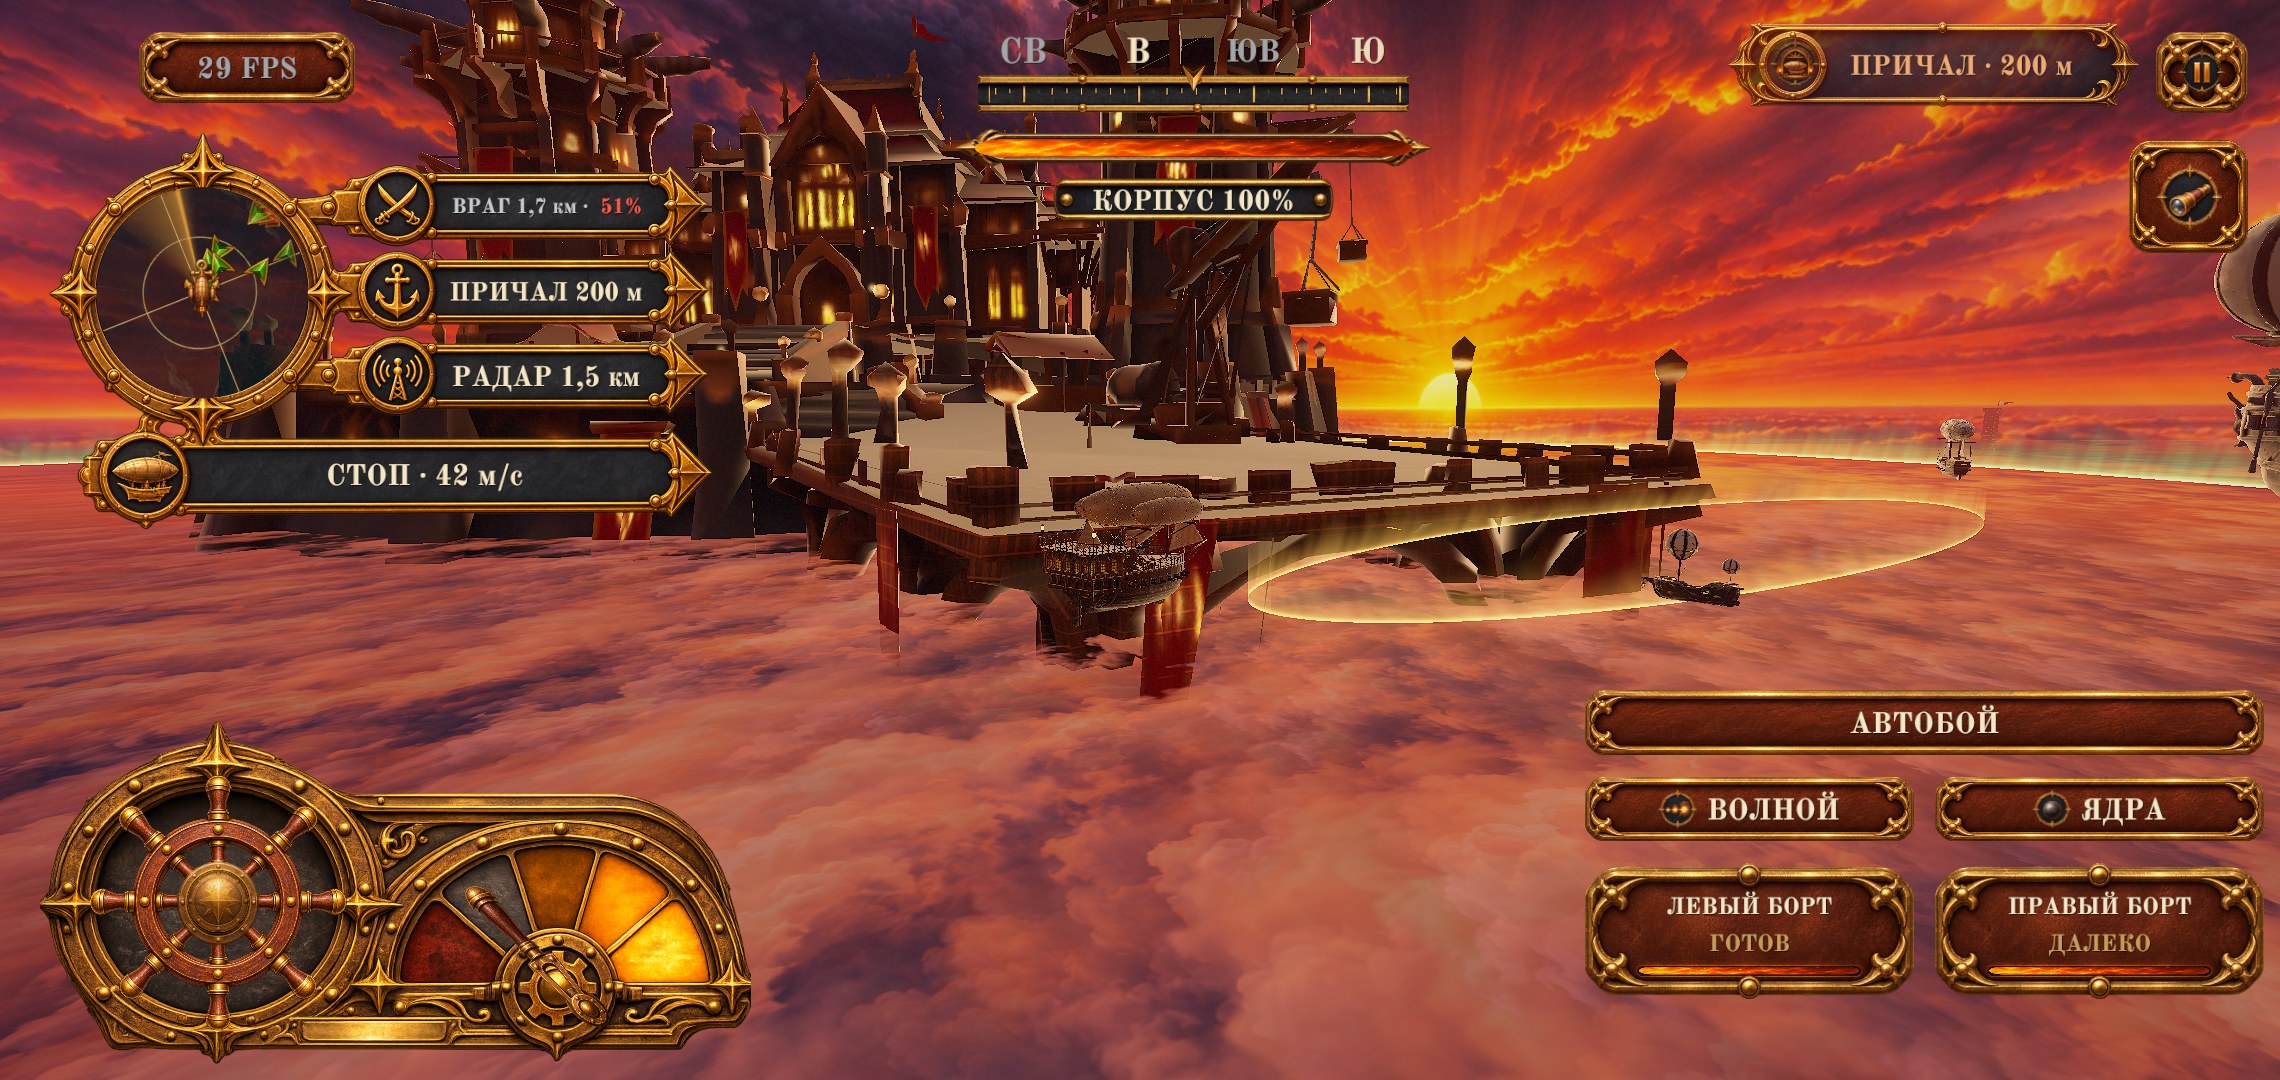 29 FPS
СВ В ЮВ Ю
ПРИЧАЛ · 200 м
ВРАГ 1,7 км · 51%
КОРПУС 100%
ПРИЧАЛ 200 м
РАДАР 1,5 км
СТОП · 42 м/с
АВТОБОЙ
ВОЛНОЙ
ЯДРА
ЛЕВЫЙ БОРТ
ГОТОВ
ПРАВЫЙ БОРТ
ДАЛЕКО